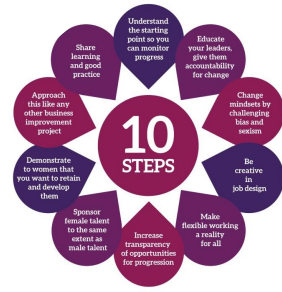 Understand
the starting
point so you
can monitor
progress
Educate
your leaders,
give them
accountability
for change
Change
mindsets by
challenging
bias and
sexism
Be
creative
in
job design
Make
flexible working
a reality
for all
Increase
transparency
of opportunities
for progression
Sponsor
female talent
to the same
extent as
male talent
Demonstrate
to women that
you want to retain
and develop
them
Approach
this like any
other business
improvement
project
Share
learning
and good
practice
10
STEPS